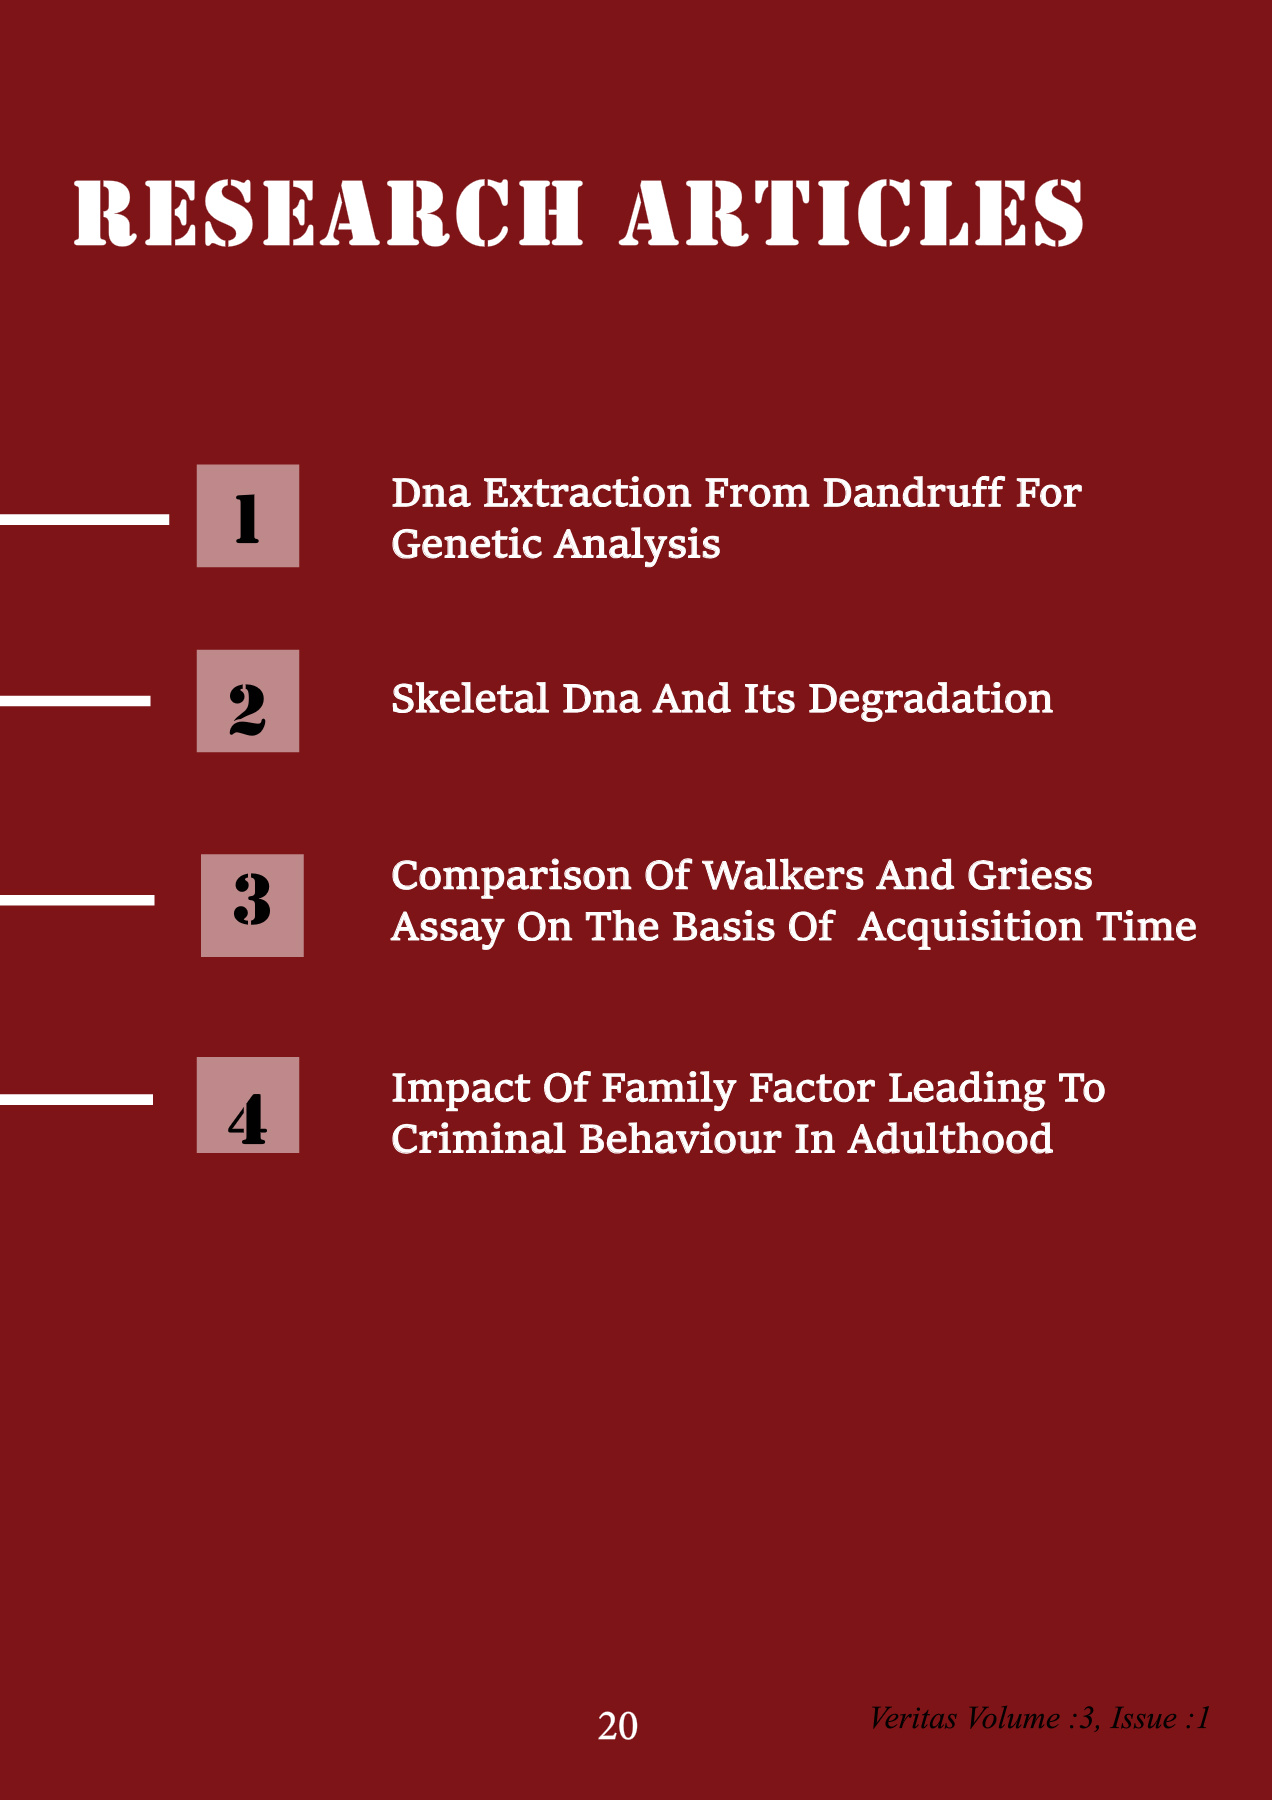 RESEARCH ARTICLES
1
Dna Extraction From Dandruff For
Genetic Analysis
2
Skeletal Dna And Its Degradation
3
Comparison Of Walkers And Griess
Assay On The Basis Of  Acquisition Time
4
Impact Of Family Factor Leading To
Criminal Behaviour In Adulthood
20
Veritas Volume :3, Issue :1